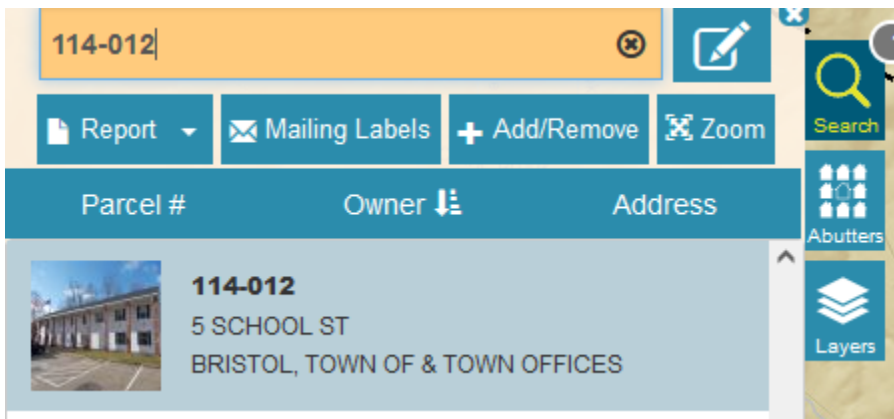 114-012
Report
Mailing Labels
Add/Remove
Zoom
Search
Parcel #
Owner
Address
Abutters
114-012
5 SCHOOL ST
BRISTOL, TOWN OF & TOWN OFFICES
Layers